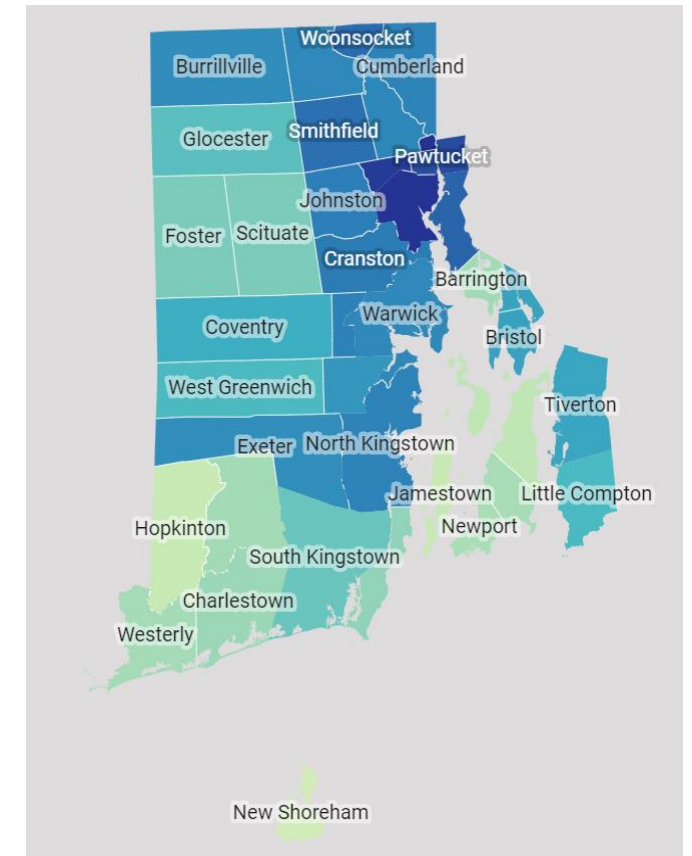 Woonsocket
Burrillville
Cumberland
Smithfield
Glocester
Pawtucket
Johnston
Foster
Scituate
Cranston
Barrington
Warwick
Coventry
Bristol
West Greenwich
Tiverton
Exeter
North Kingstown
Jamestown
Little Compton
Hopkinton
Newport
South Kingstown
Charlestown
Westerly
New Shoreham